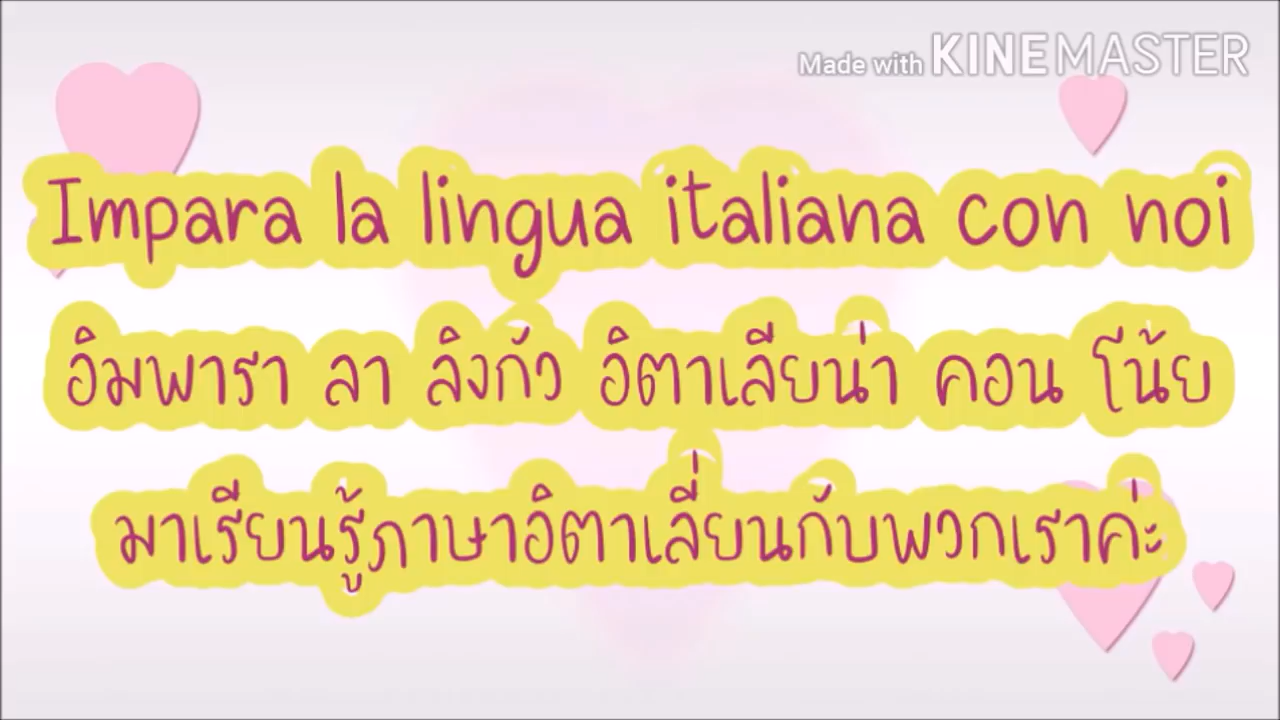 Made with KINEMASTER
Impara la lingua italiana con noi
อิมพารา ลา ลิงกัว อิตาเลียน่า คอน โน้ย
มาเรียนรู้ภาษาอิตาเลี่ยนกับพวกเราค่ะ